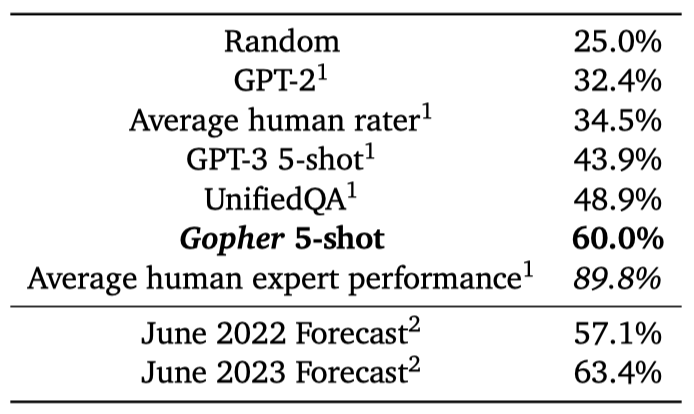 Random 25.0%
GPT-2¹ 32.4%
Average human rater¹ 34.5%
GPT-3 5-shot¹ 43.9%
UnifiedQA¹ 48.9%
Gopher 5-shot 60.0%
Average human expert performance¹ 89.8%
June 2022 Forecast² 57.1%
June 2023 Forecast² 63.4%